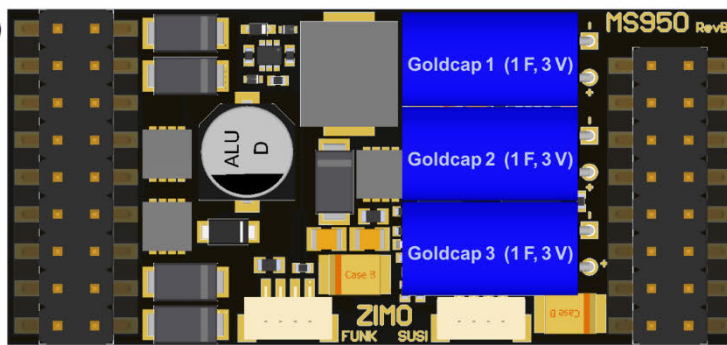 MS950 RevB
Goldcap 1 (1 F, 3 V)
Goldcap 2 (1 F, 3 V)
Goldcap 3 (1 F, 3 V)
ALU
D
Case B
Case D
ZIMO
FUNK SUSI